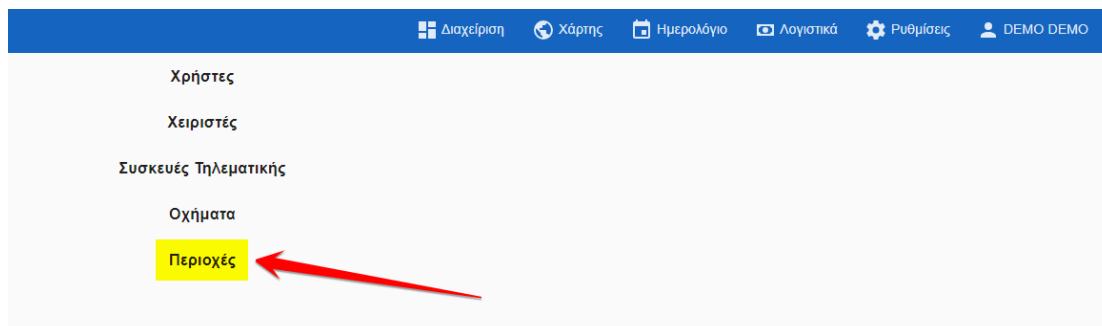 Διαχείριση Χάρτης Ημερολόγιο Λογιστικά Ρυθμίσεις DEMO DEMO
Χρήστες
Χειριστές
Συσκευές Τηλεματικής
Οχήματα
Περιοχές